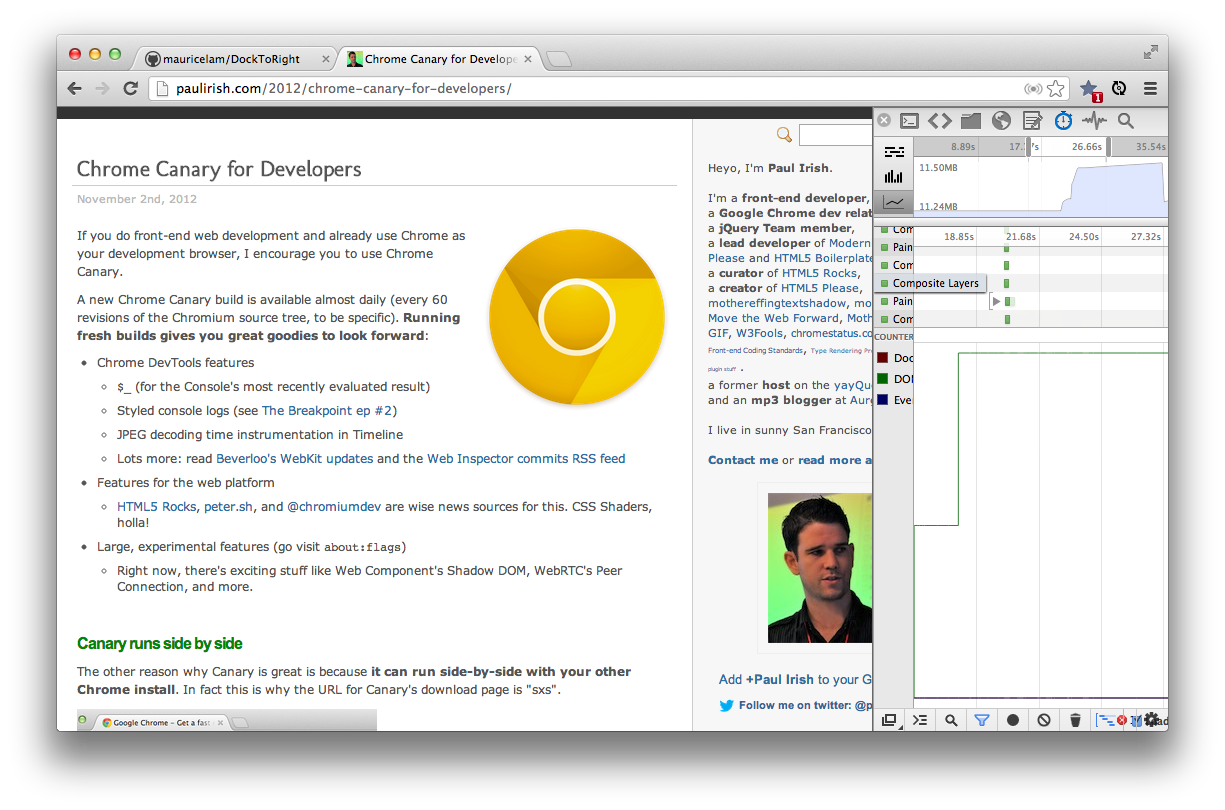 mauricelam/DockToRight
Chrome Canary for Develope
paulirish.com/2012/chrome-canary-for-developers/
1
Chrome Canary for Developers
November 2nd, 2012
If you do front-end web development and already use Chrome as
your development browser, I encourage you to use Chrome
Canary.
A new Chrome Canary build is available almost daily (every 60
revisions of the Chromium source tree, to be specific). Running
fresh builds gives you great goodies to look forward:
Chrome DevTools features
$_ (for the Console's most recently evaluated result)
Styled console logs (see The Breakpoint ep #2)
JPEG decoding time instrumentation in Timeline
Lots more: read Beverloo's WebKit updates and the Web Inspector commits RSS feed
Features for the web platform
HTML5 Rocks, peter.sh, and @chromiumdev are wise news sources for this. CSS Shaders,
holla!
Large, experimental features (go visit about:flags)
Right now, there's exciting stuff like Web Component's Shadow DOM, WebRTC's Peer
Connection, and more.
Canary runs side by side
The other reason why Canary is great is because it can run side-by-side with your other
Chrome install. In fact this is why the URL for Canary's download page is "sxs".
Google Chrome – Get a fast
Heyo, I'm Paul Irish.
I'm a front-end developer,
a Google Chrome dev relat
a jQuery Team member,
a lead developer of Modern
Please and HTML5 Boilerplate
a curator of HTML5 Rocks,
a creator of HTML5 Please,
mothereffingtextshadow, mo
Move the Web Forward, Moth
GIF, W3Fools, chromestatus.co
Front-end Coding Standards, Type Rendering Pr
plugin stuff .
a former host on the yayQu
and an mp3 blogger at Aur
I live in sunny San Francisco
Contact me or read more a
Add +Paul Irish to your G
Follow me on twitter: @p
8.89s 26.66s 35.54s
11.50MB
11.24MB
18.85s 21.68s 24.50s 27.32s
Com
Pain
Com
Composite Layers
Pain
Com
COUNTER
Doc
DO
Eve